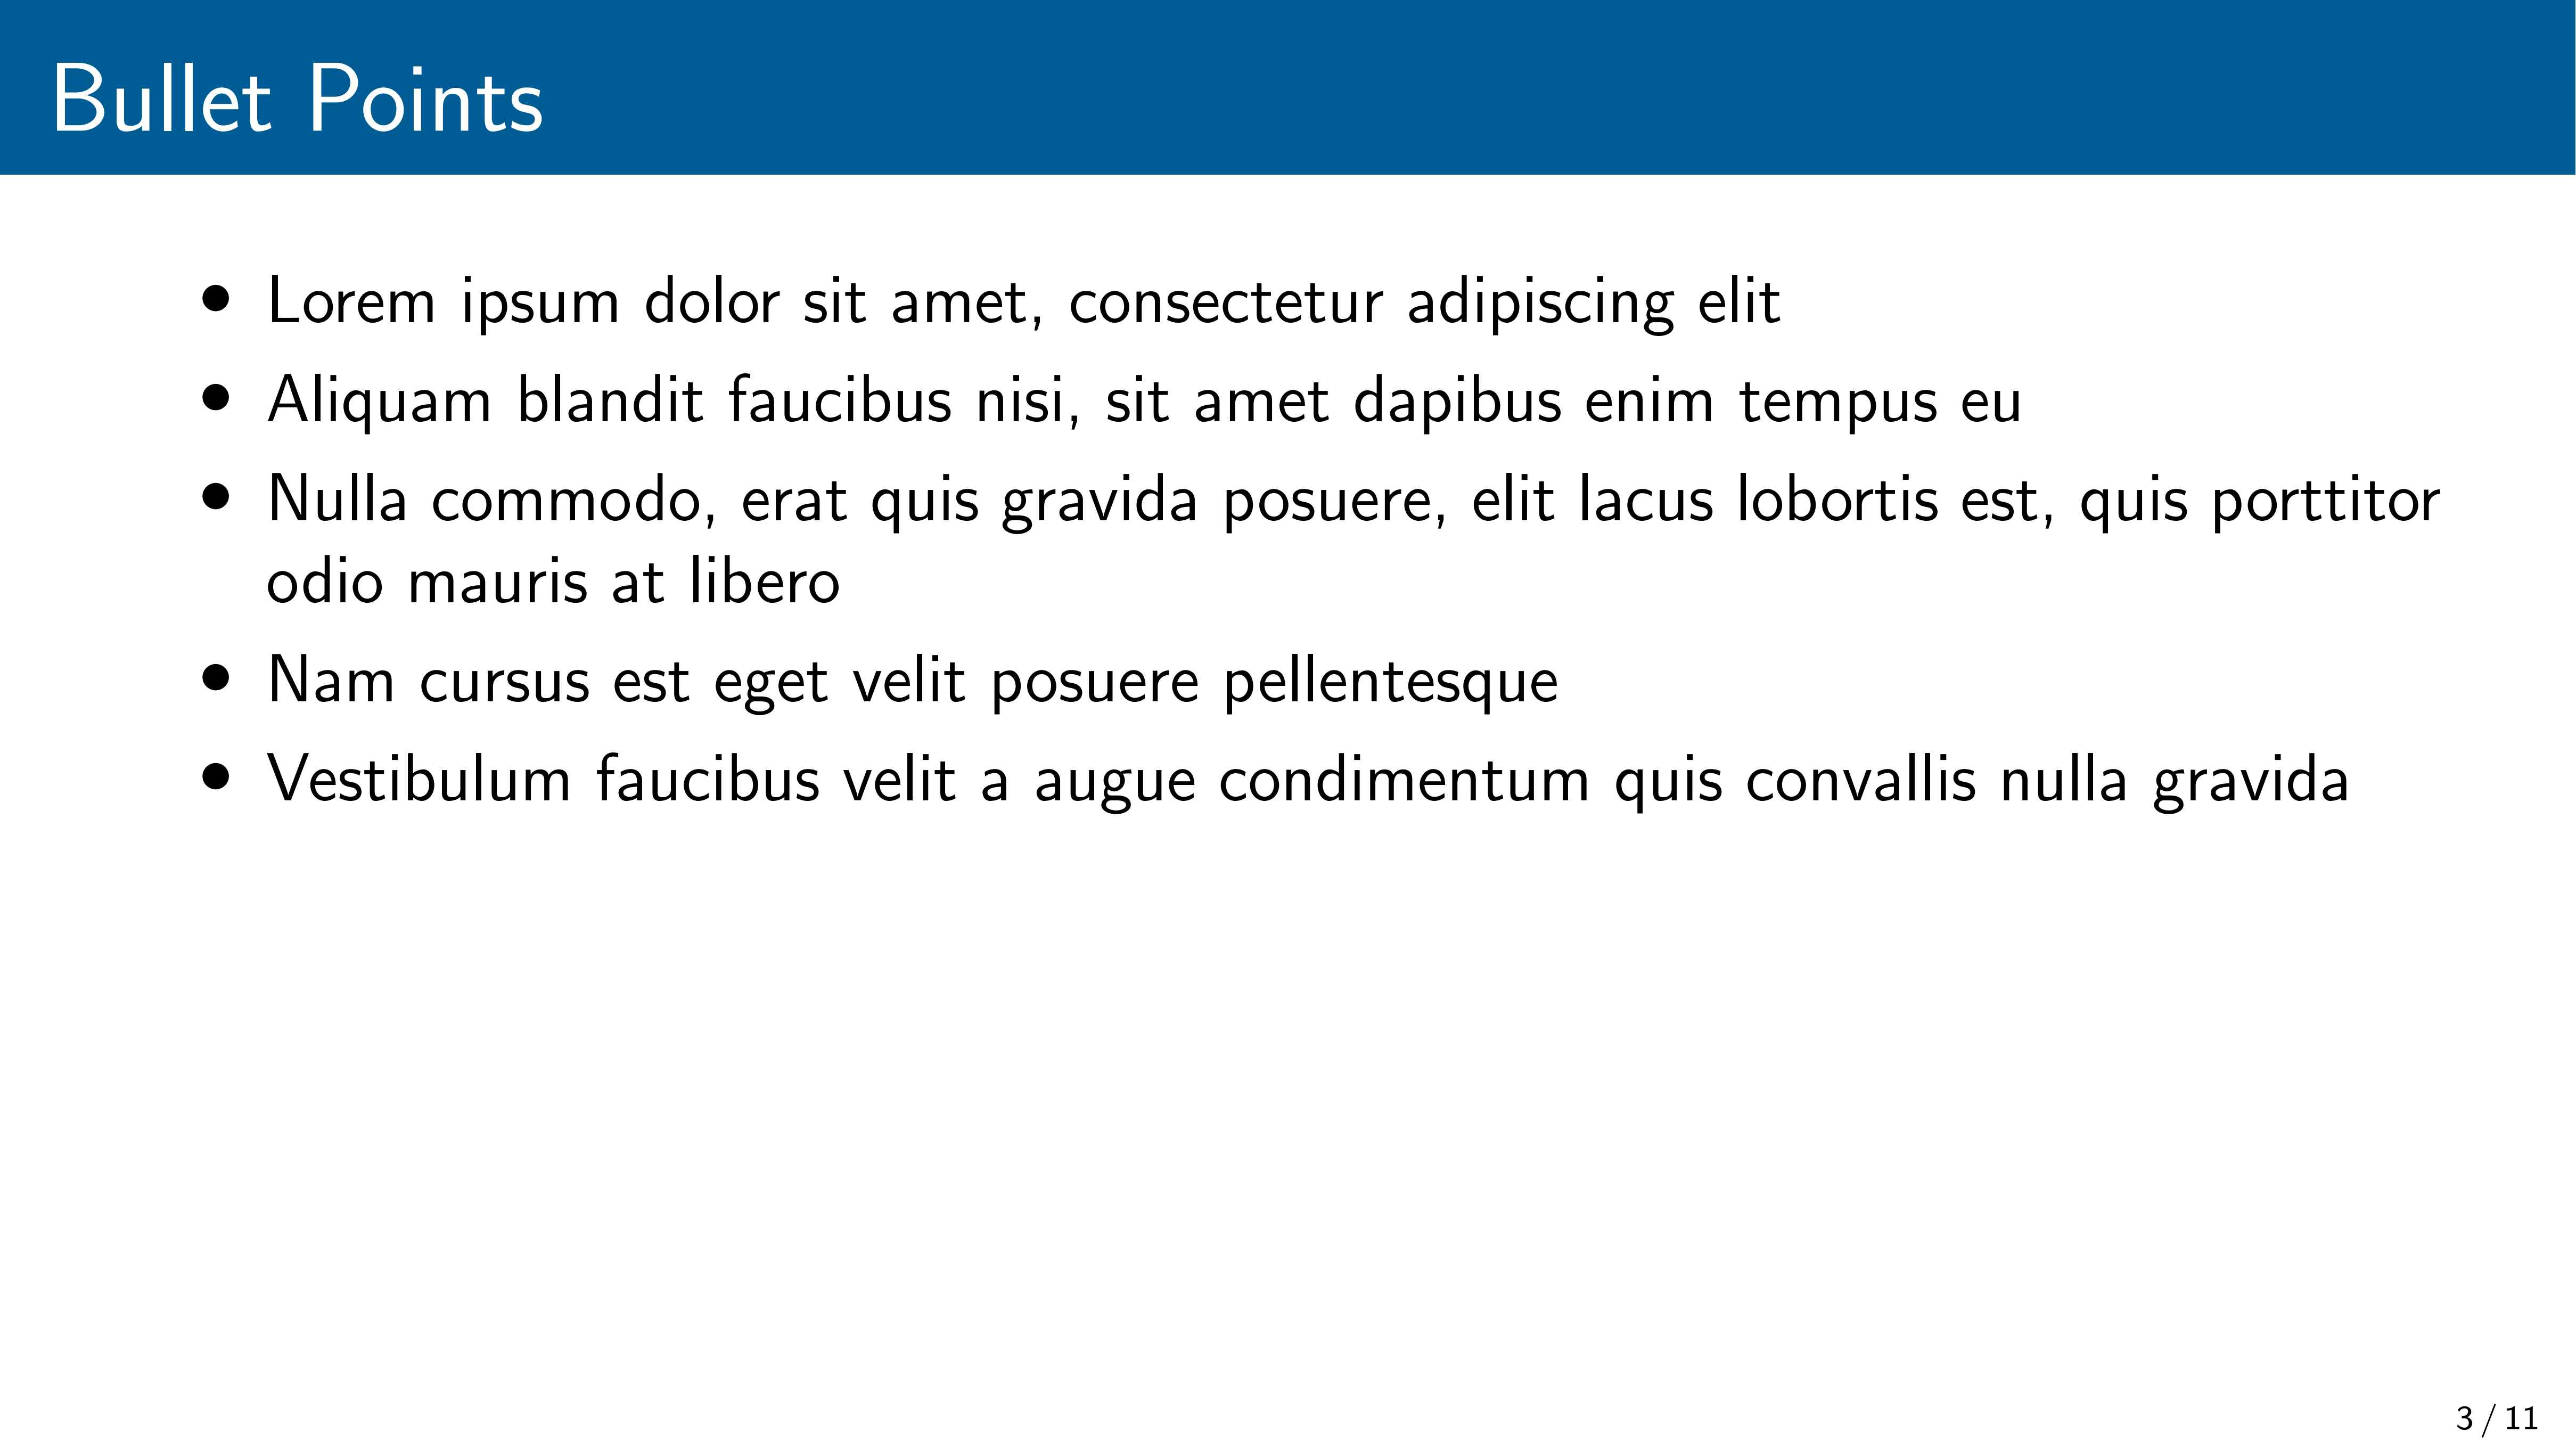 Bullet Points
• Lorem ipsum dolor sit amet, consectetur adipiscing elit
• Aliquam blandit faucibus nisi, sit amet dapibus enim tempus eu
• Nulla commodo, erat quis gravida posuere, elit lacus lobortis est, quis porttitor
odio mauris at libero
• Nam cursus est eget velit posuere pellentesque
• Vestibulum faucibus velit a augue condimentum quis convallis nulla gravida
3 / 11